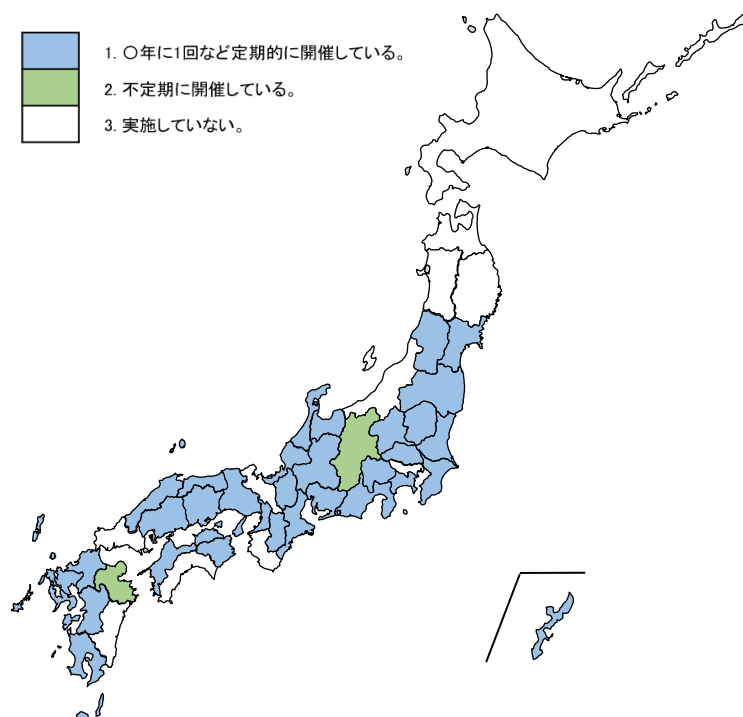 1. 〇年に1回など定期的に開催している。
2. 不定期に開催している。
3. 実施していない。